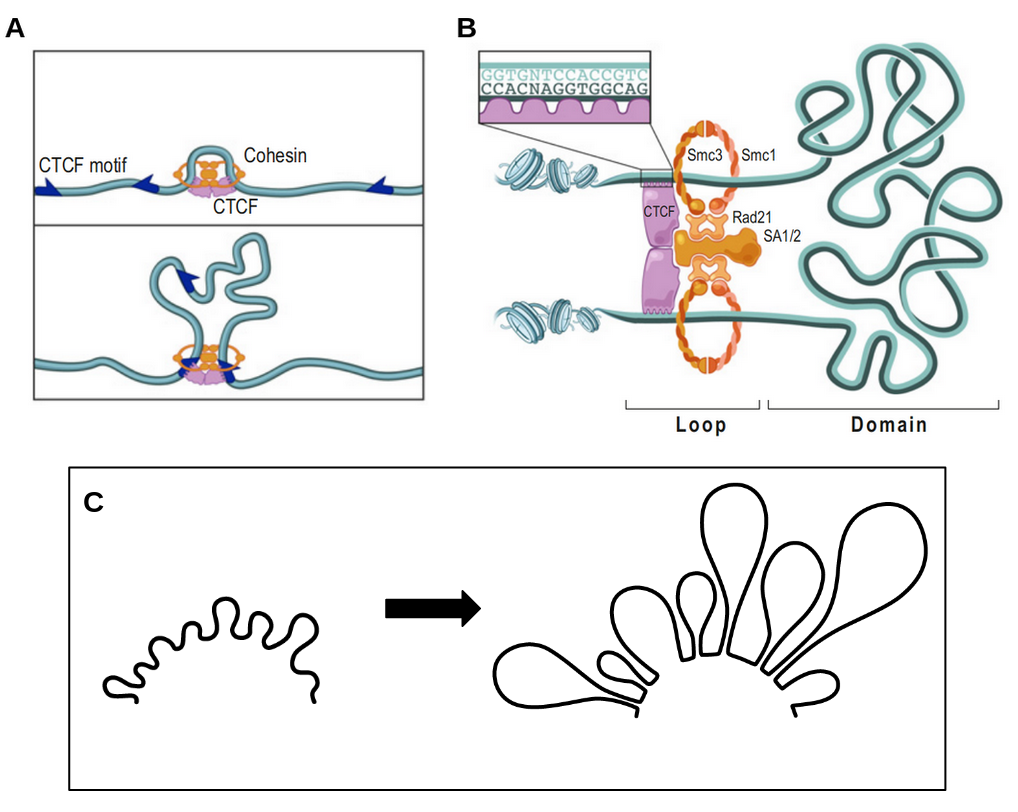 A
CTCF motif
Cohesin
CTCF
B
GGTGNTCCACCGTC
CCACNAGGTGGCAG
Smc3
Smc1
CTCF
Rad21
SA1/2
Loop
Domain
C